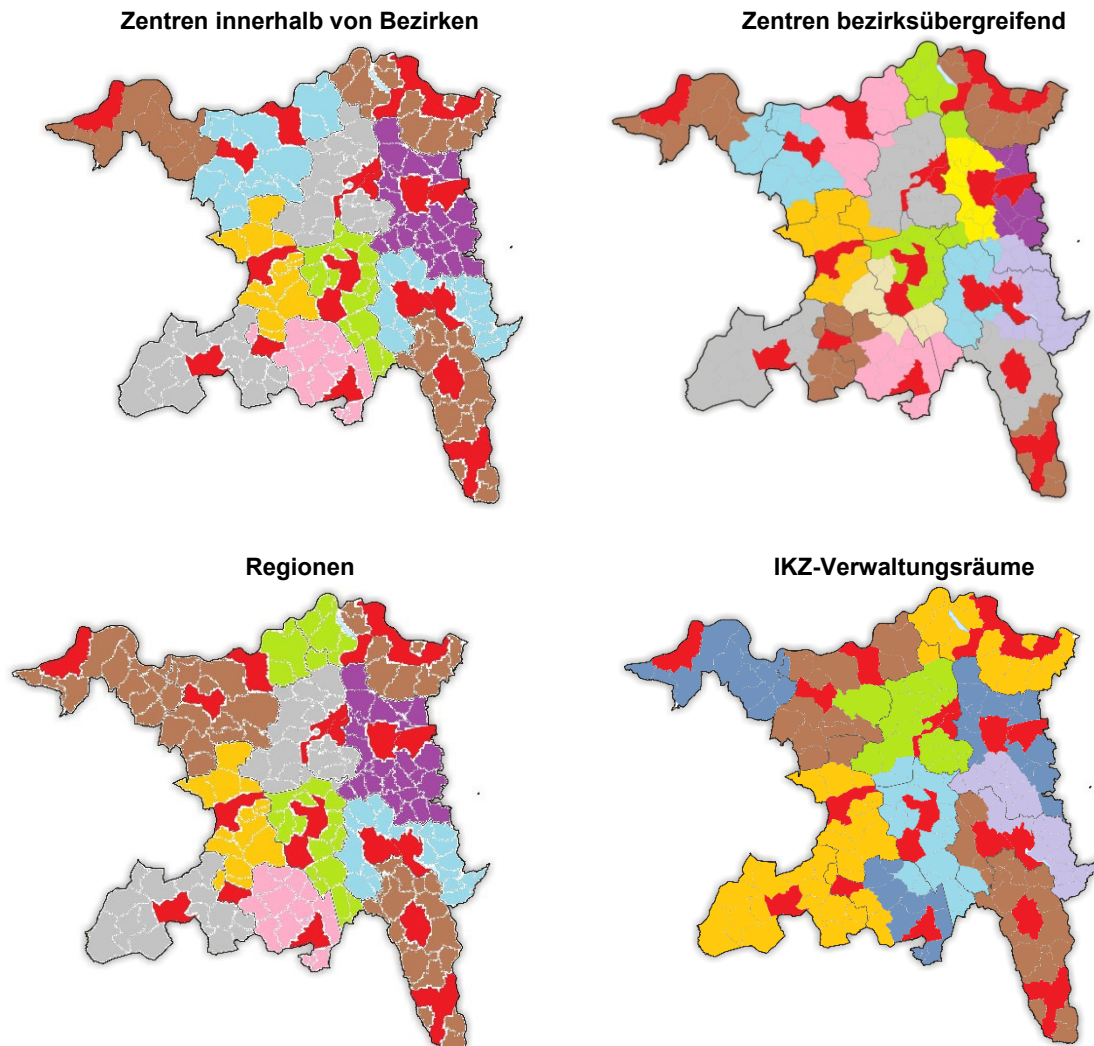 Zentren innerhalb von Bezirken
Zentren bezirksübergreifend
Regionen
IKZ-Verwaltungsräume